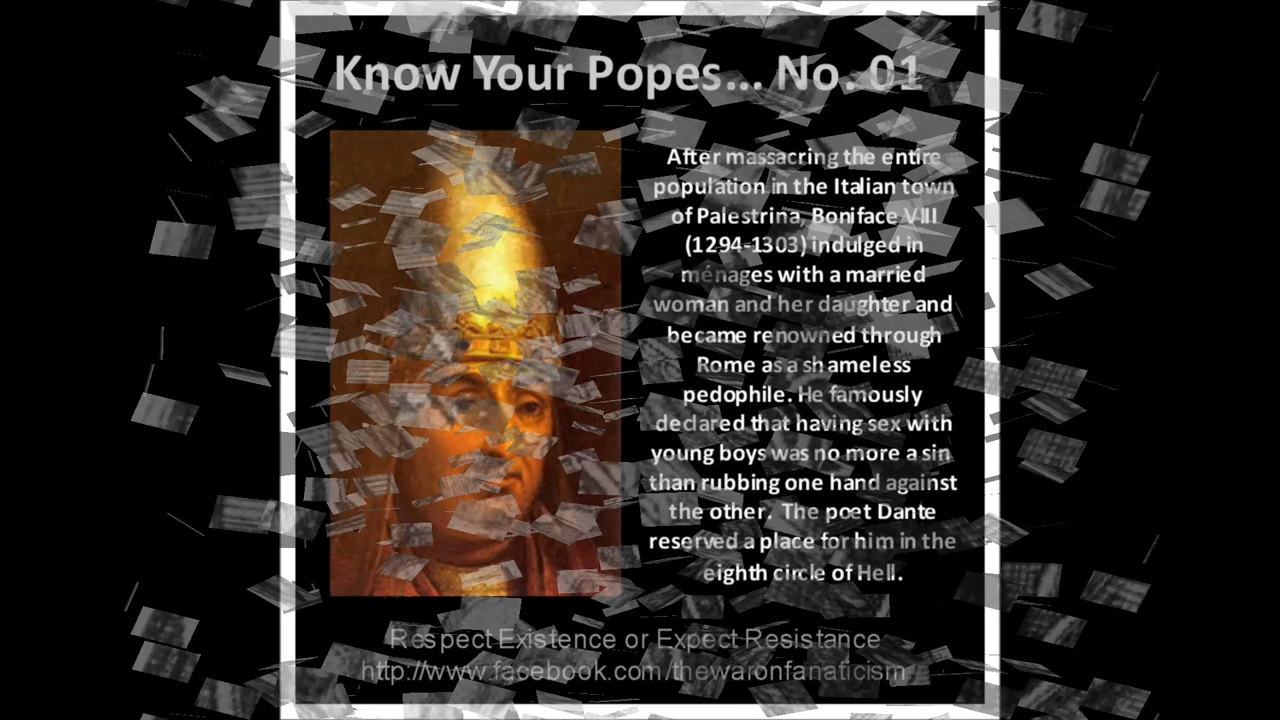 Know Your Popes... No. 01
After massacring the entire
population in the Italian town
of Palestrina, Boniface VIII
(1294-1303) indulged in
ménages with a married
woman and her daughter and
became renowned through
Rome as a shameless
pedophile. He famously
declared that having sex with
young boys was no more a sin
than rubbing one hand against
the other. The poet Dante
reserved a place for him in the
eighth circle of Hell.
Respect Existence or Expect Resistance
http://www.facebook.com/thewaronfanaticism